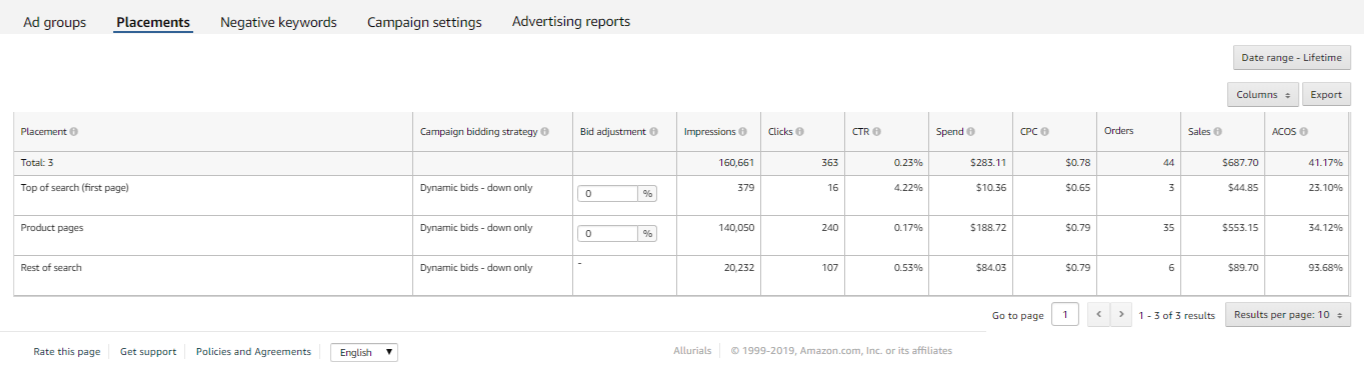 Ad groups Placements Negative keywords Campaign settings Advertising reports
Date range - Lifetime
Columns Export
Placement Campaign bidding strategy Bid adjustment Impressions Clicks CTR Spend CPC Orders Sales ACOS
Total: 3 160,661 363 0.23% $283.11 $0.78 44 $687.70 41.17%
Top of search (first page) Dynamic bids - down only 0 % 379 16 4.22% $10.36 $0.65 3 $44.85 23.10%
Product pages Dynamic bids - down only 0 % 140,050 240 0.17% $188.72 $0.79 35 $553.15 34.12%
Rest of search Dynamic bids - down only - 20,232 107 0.53% $84.03 $0.79 6 $89.70 93.68%
Go to page 1 < > 1 - 3 of 3 results Results per page: 10
Rate this page Get support Policies and Agreements English Allurials © 1999-2019, Amazon.com, Inc. or its affiliates